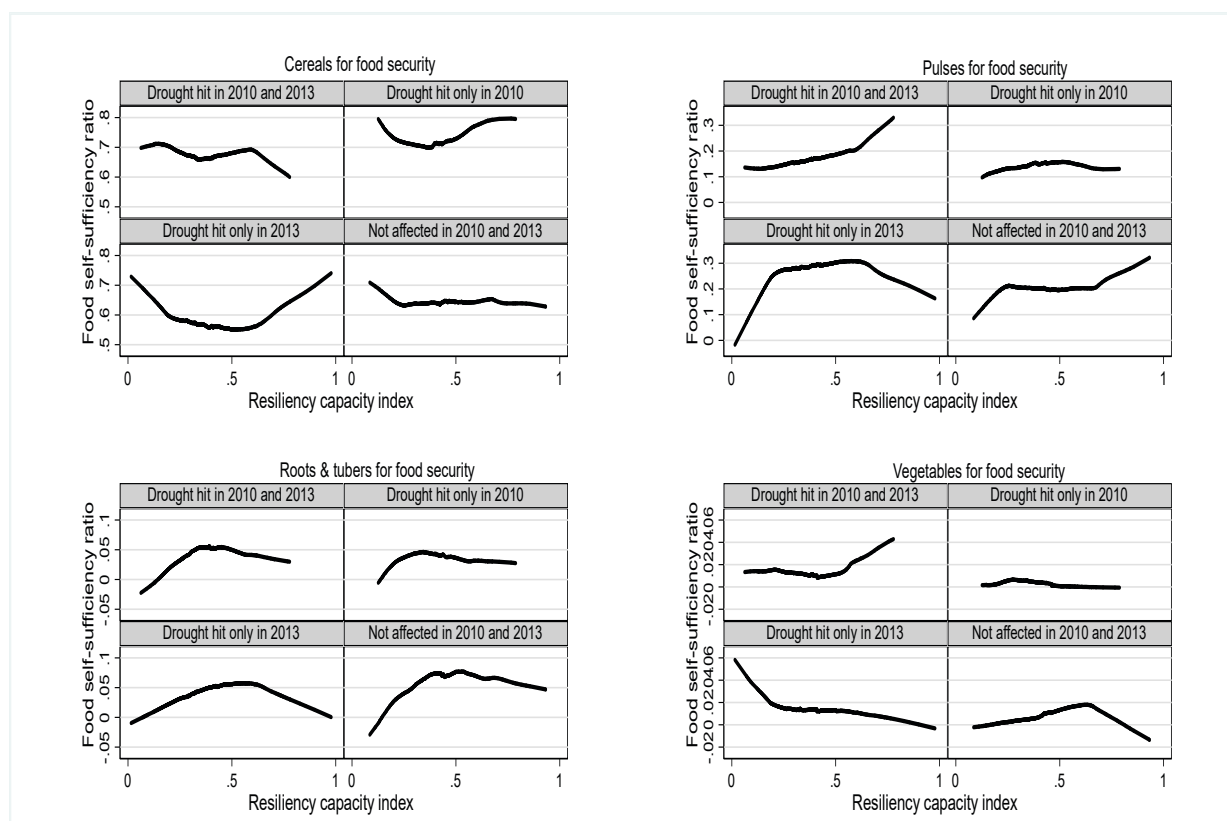 Cereals for food security
Drought hit in 2010 and 2013 Drought hit only in 2010
.5 .6 .7 .8
Drought hit only in 2013 Not affected in 2010 and 2013
.5 .6 .7 .8
Food self-sufficiency ratio
0 .5 1 0 .5 1
Resiliency capacity index
Pulses for food security
Drought hit in 2010 and 2013 Drought hit only in 2010
0 .1 .2 .3
Drought hit only in 2013 Not affected in 2010 and 2013
0 .1 .2 .3
Food self-sufficiency ratio
0 .5 1 0 .5 1
Resiliency capacity index
Roots & tubers for food security
Drought hit in 2010 and 2013 Drought hit only in 2010
-.05 0 .05 .1
Drought hit only in 2013 Not affected in 2010 and 2013
-.05 0 .05 .1
Food self-sufficiency ratio
0 .5 1 0 .5 1
Resiliency capacity index
Vegetables for food security
Drought hit in 2010 and 2013 Drought hit only in 2010
-.02 0 .02 .04 .06
Drought hit only in 2013 Not affected in 2010 and 2013
-.02 0 .02 .04 .06
Food self-sufficiency ratio
0 .5 1 0 .5 1
Resiliency capacity index